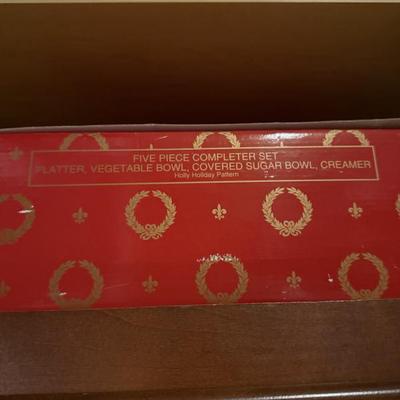 FIVE PIECE COMPLETER SET
PLATTER, VEGETABLE BOWL, COVERED SUGAR BOWL, CREAMER
Holly Holiday Pattern